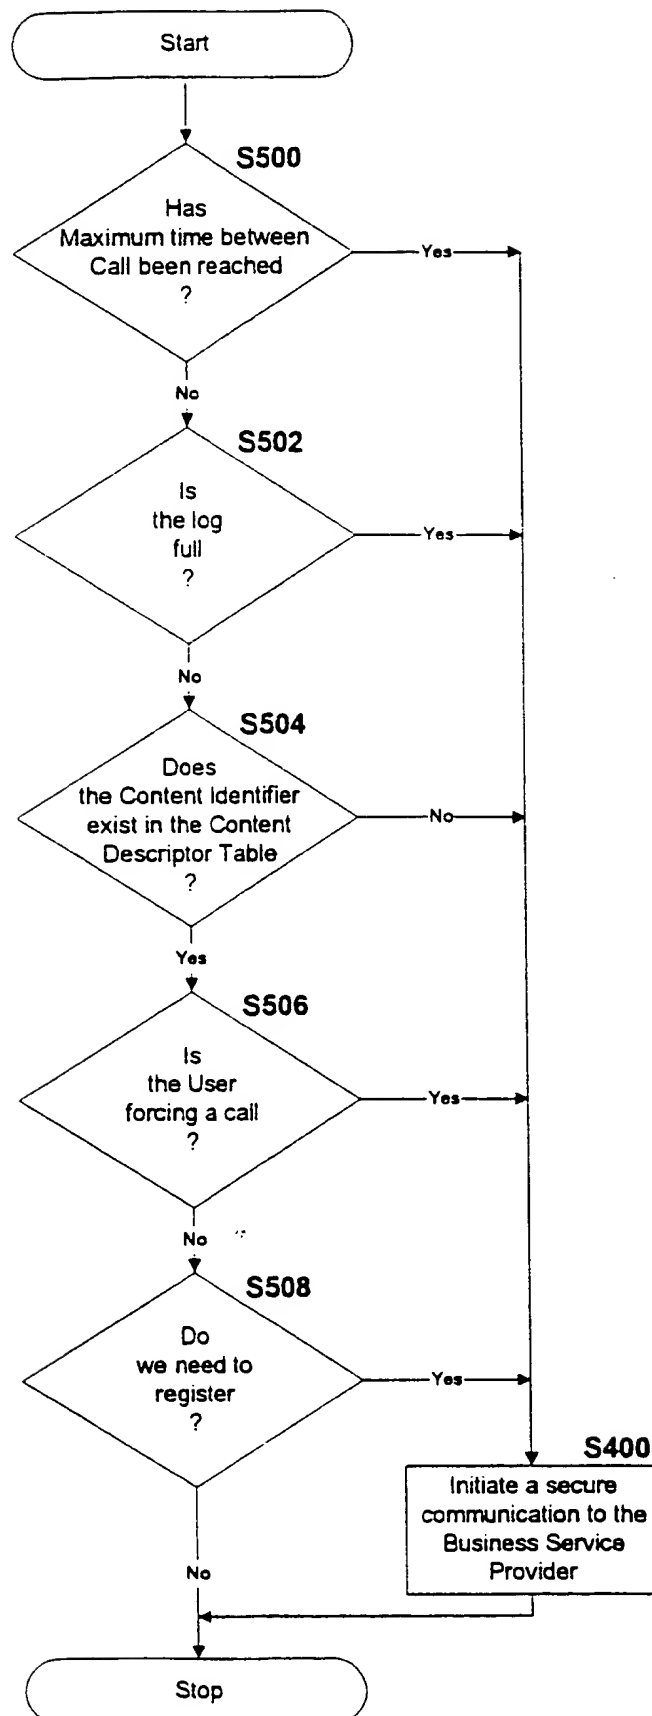 Start
S500
Has
Maximum time between
Call been reached
?
Yes
No
S502
Is
the log
full
?
Yes
No
S504
Does
the Content Identifier
exist in the Content
Descriptor Table
?
No
Yes
S506
Is
the User
forcing a call
?
Yes
No
S508
Do
we need to
register
?
Yes
S400
Initiate a secure
communication to the
Business Service
Provider
No
Stop